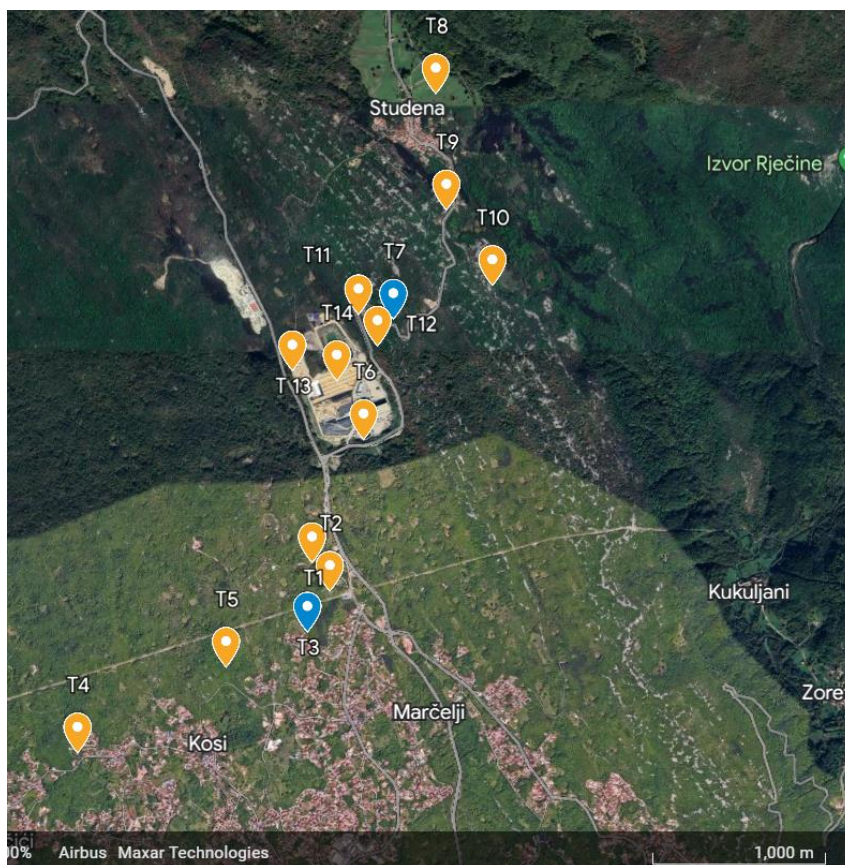 T8
Studena
T9
Izvor Rječine
T10
T11
T7
T14
T12
T 13
T6
T2
T1
Kukuljani
T5
T3
T4
Marčelji
Kosi
Airbus Maxar Technologies
1,000 m